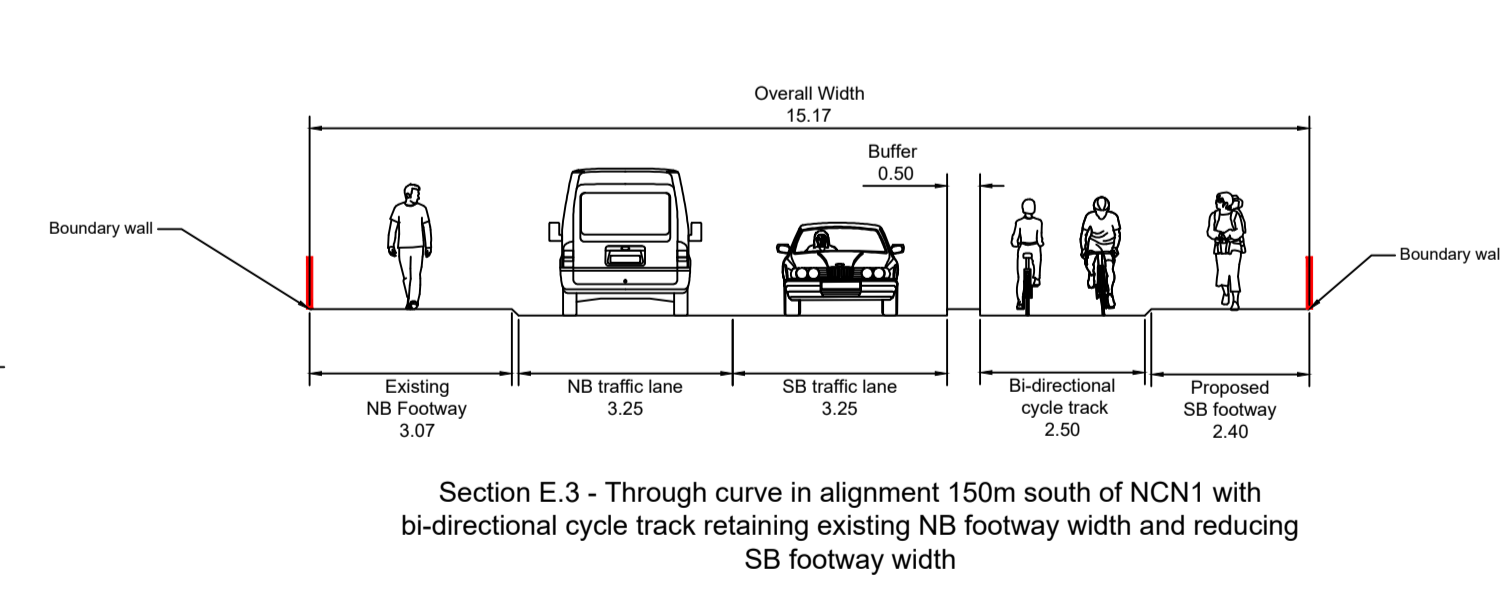 Overall Width
15.17
Buffer
0.50
Boundary wall
Boundary wal
Existing
NB Footway
3.07
NB traffic lane
3.25
SB traffic lane
3.25
Bi-directional
cycle track
2.50
Proposed
SB footway
2.40
Section E.3 - Through curve in alignment 150m south of NCN1 with
bi-directional cycle track retaining existing NB footway width and reducing
SB footway width